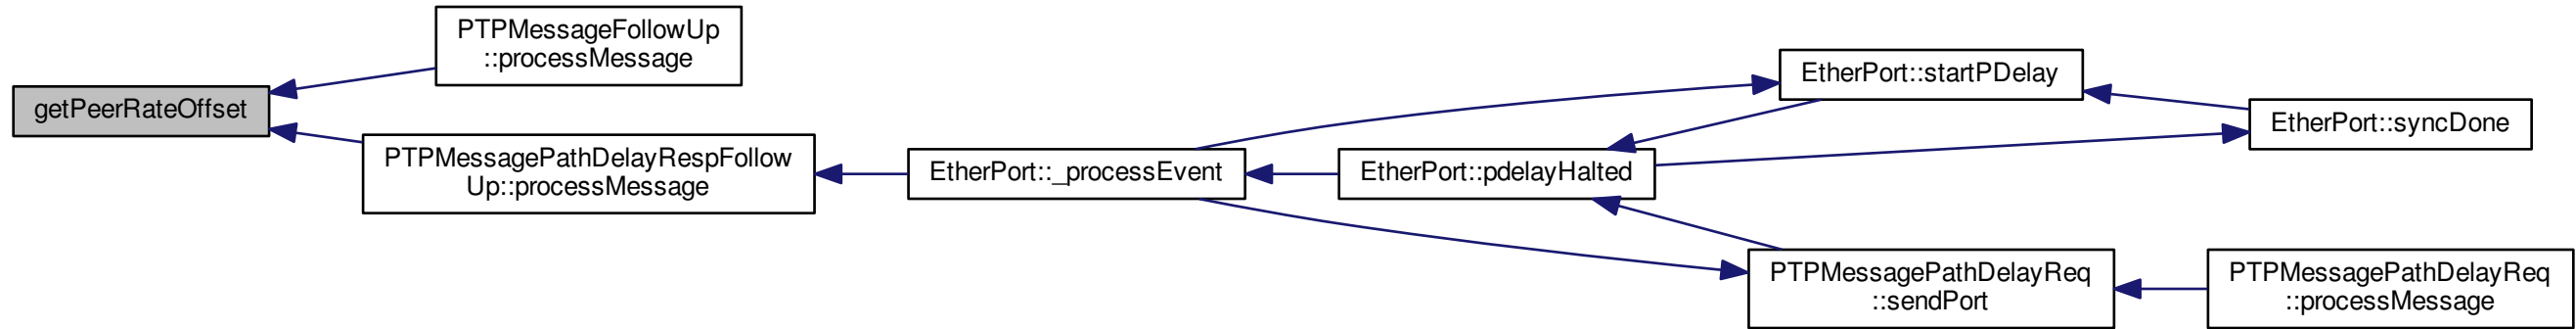 PTPMessageFollowUp
::processMessage
getPeerRateOffset
PTPMessagePathDelayRespFollow
Up::processMessage
EtherPort::_processEvent
EtherPort::pdelayHalted
EtherPort::startPDelay
EtherPort::syncDone
PTPMessagePathDelayReq
::sendPort
PTPMessagePathDelayReq
::processMessage